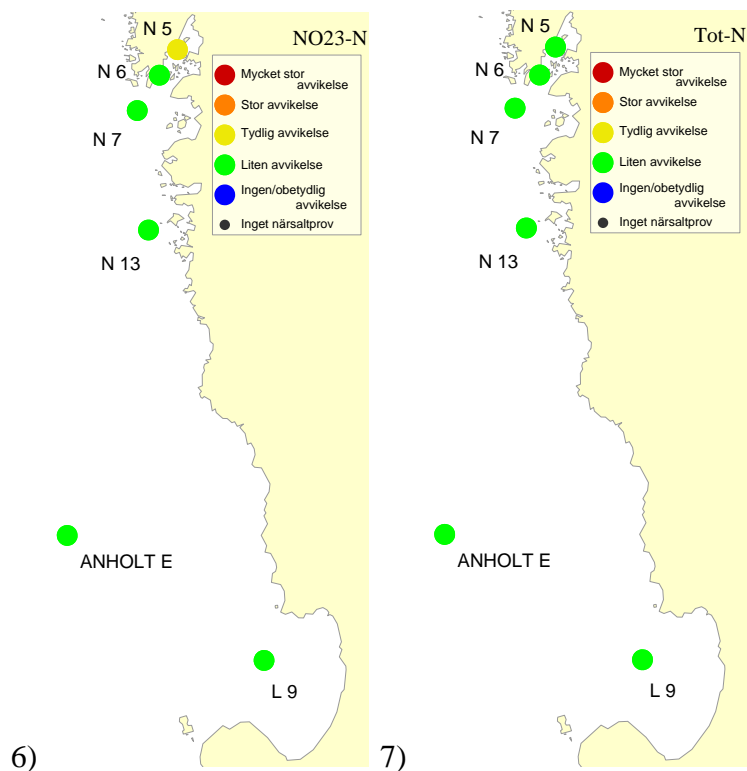 N 5
NO23-N
N 6
Mycket stor
avvikelse
Stor avvikelse
N 7
Tydlig avvikelse
Liten avvikelse
Ingen/obetydlig
avvikelse
Inget närsaltprov
N 13
ANHOLT E
L 9
6)
N 5
Tot-N
N 6
Mycket stor
avvikelse
Stor avvikelse
N 7
Tydlig avvikelse
Liten avvikelse
Ingen/obetydlig
avvikelse
Inget närsaltprov
N 13
ANHOLT E
L 9
7)